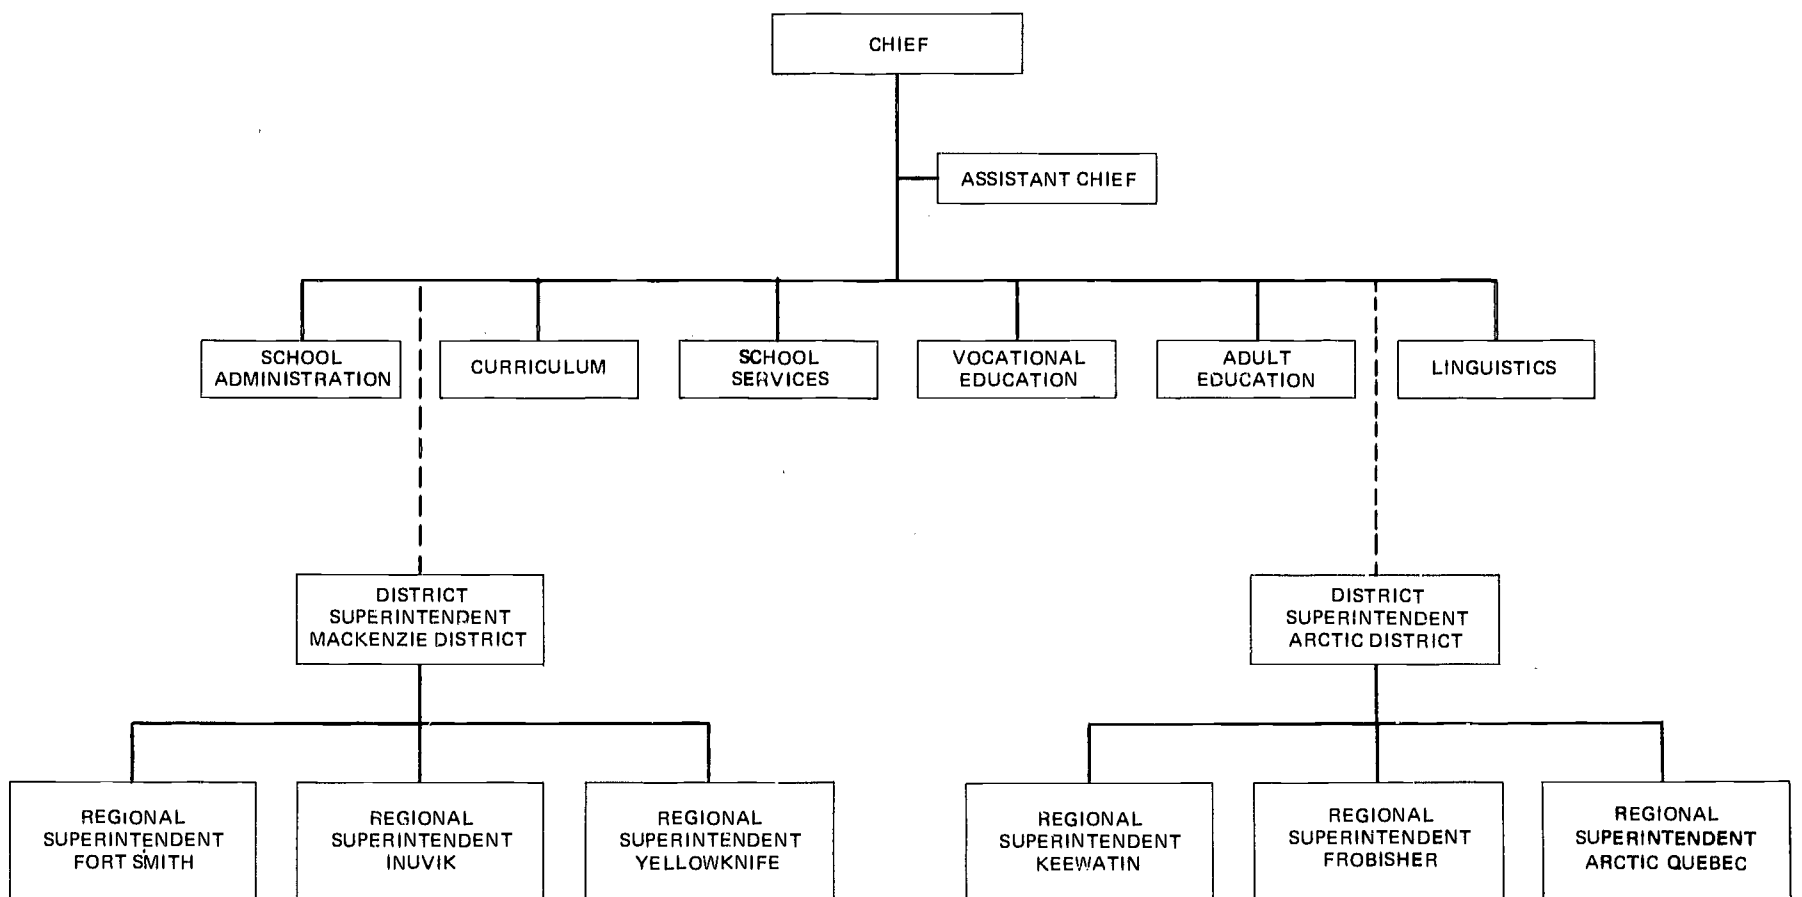 CHIEF
ASSISTANT CHIEF
SCHOOL
ADMINISTRATION
CURRICULUM
SCHOOL
SERVICES
VOCATIONAL
EDUCATION
ADULT
EDUCATION
LINGUISTICS
DISTRICT
SUPERINTENDENT
MACKENZIE DISTRICT
DISTRICT
SUPERINTENDENT
ARCTIC DISTRICT
REGIONAL
SUPERINTENDENT
FORT SMITH
REGIONAL
SUPERINTENDENT
INUVIK
REGIONAL
SUPERINTENDENT
YELLOWKNIFE
REGIONAL
SUPERINTENDENT
KEEWATIN
REGIONAL
SUPERINTENDENT
FROBISHER
REGIONAL
SUPERINTENDENT
ARCTIC QUEBEC